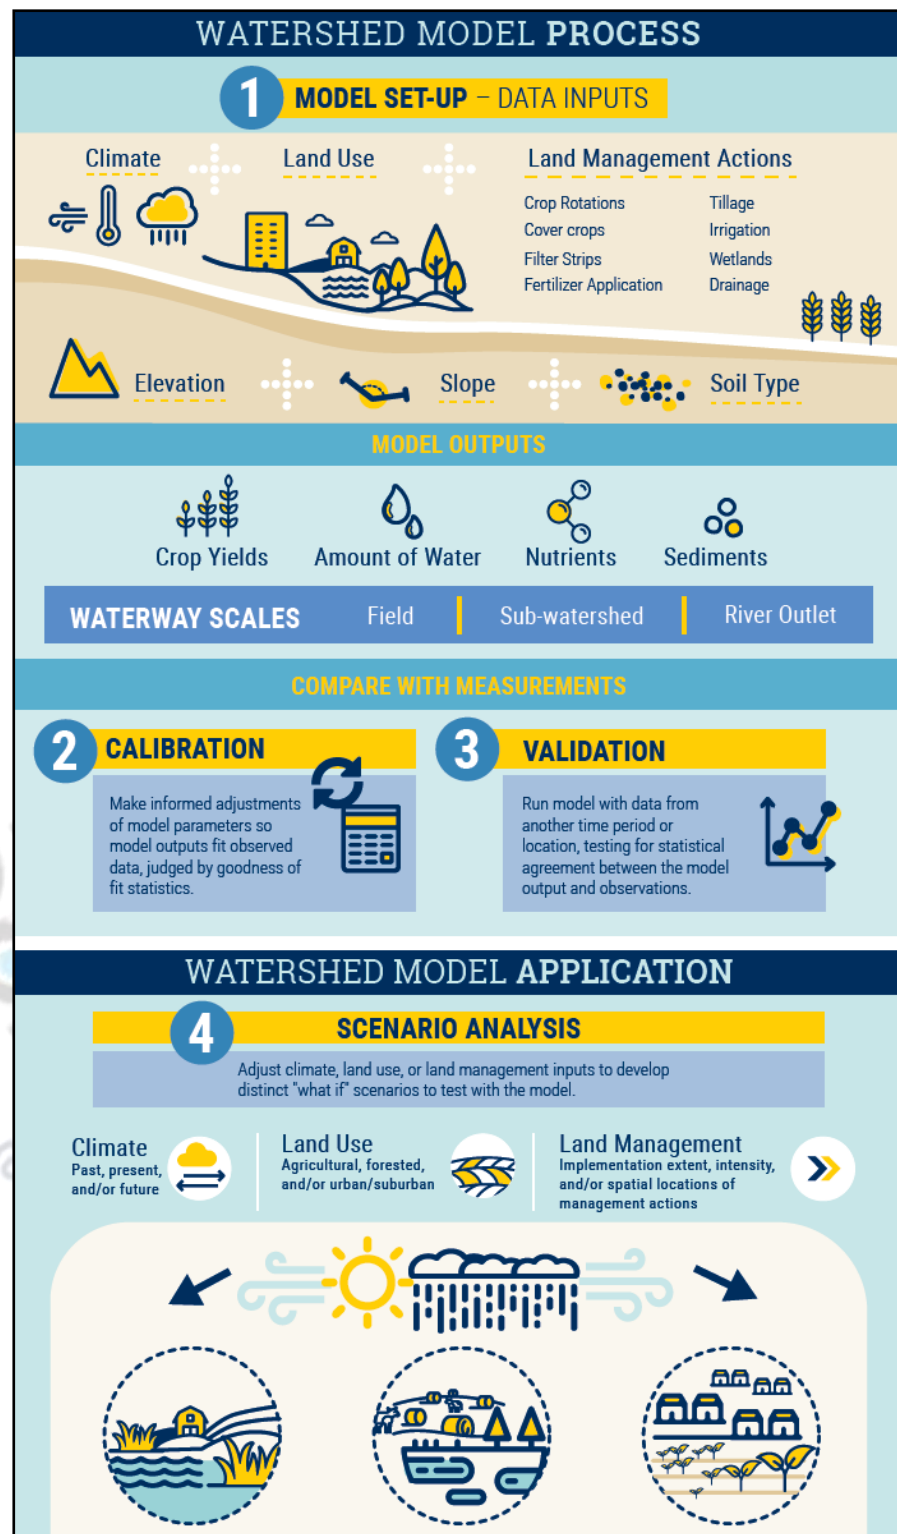 WATERSHED MODEL PROCESS
1 MODEL SET-UP – DATA INPUTS
Climate
Land Use
Land Management Actions
Crop Rotations
Cover crops
Filter Strips
Fertilizer Application
Tillage
Irrigation
Wetlands
Drainage
Elevation
Slope
Soil Type
MODEL OUTPUTS
Crop Yields
Amount of Water
Nutrients
Sediments
WATERWAY SCALES
Field
Sub-watershed
River Outlet
COMPARE WITH MEASUREMENTS
2 CALIBRATION
Make informed adjustments
of model parameters so
model outputs fit observed
data, judged by goodness of
fit statistics.
3 VALIDATION
Run model with data from
another time period or
location, testing for statistical
agreement between the model
output and observations.
WATERSHED MODEL APPLICATION
4 SCENARIO ANALYSIS
Adjust climate, land use, or land management inputs to develop
distinct "what if" scenarios to test with the model.
Climate
Past, present,
and/or future
Land Use
Agricultural, forested,
and/or urban/suburban
Land Management
Implementation extent, intensity,
and/or spatial locations of
management actions